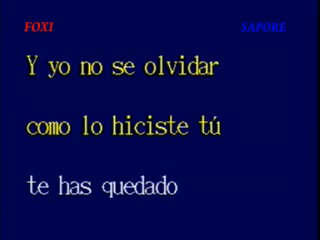 FOXI SAPORE
Y yo no se olvidar
como lo hiciste tú
te has quedado